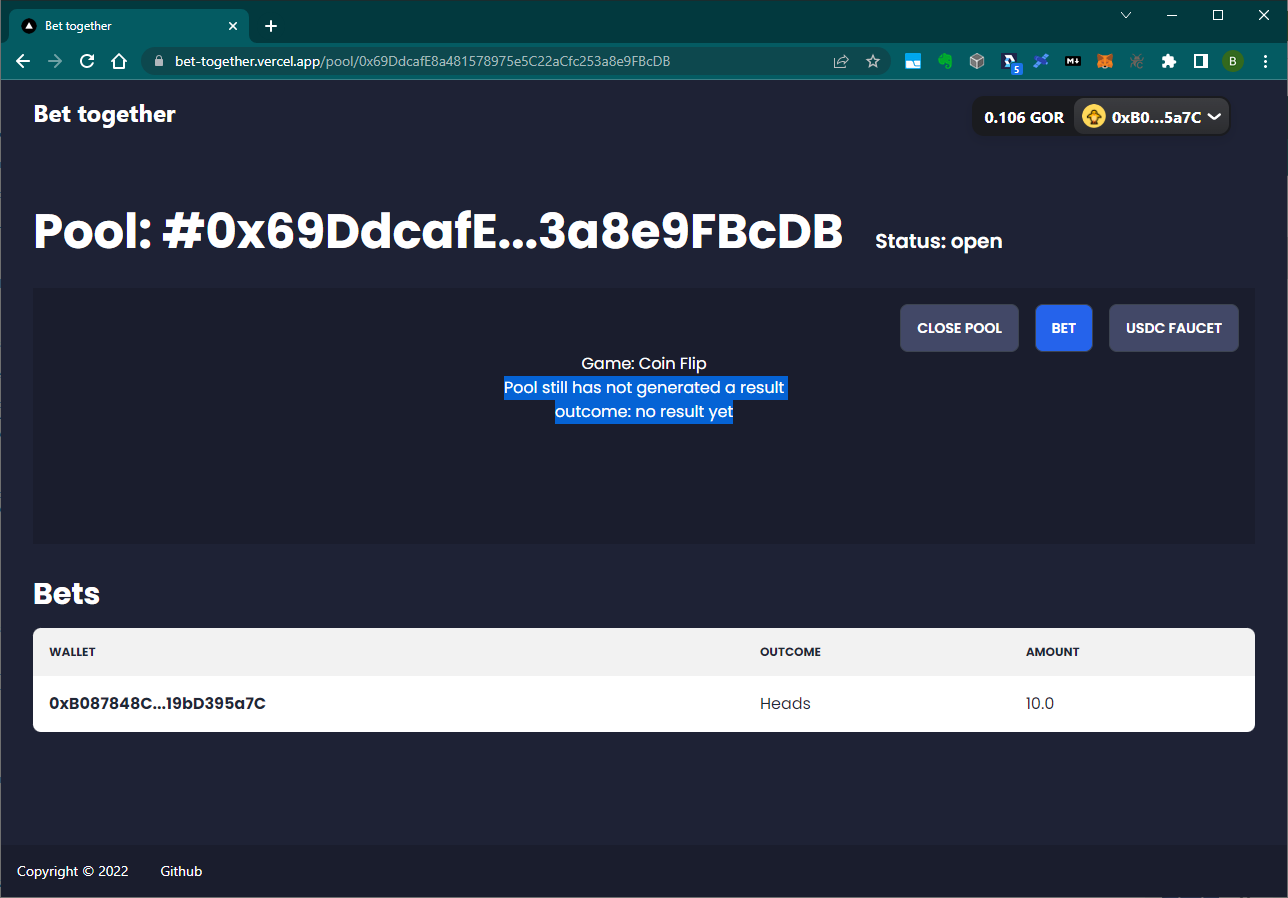 Bet together
bet-together.vercel.app/pool/0x69DdcafE8a481578975e5C22aCfc253a8e9FBcDB
5
M
B
Bet together
0.106 GOR
0xB0...5a7C
Pool: #0x69DdcafE...3a8e9FBcDB
Status: open
CLOSE POOL
BET
USDC FAUCET
Game: Coin Flip
Pool still has not generated a result
outcome: no result yet
Bets
WALLET OUTCOME AMOUNT
0xB087848C...19bD395a7C Heads 10.0
Copyright © 2022 Github